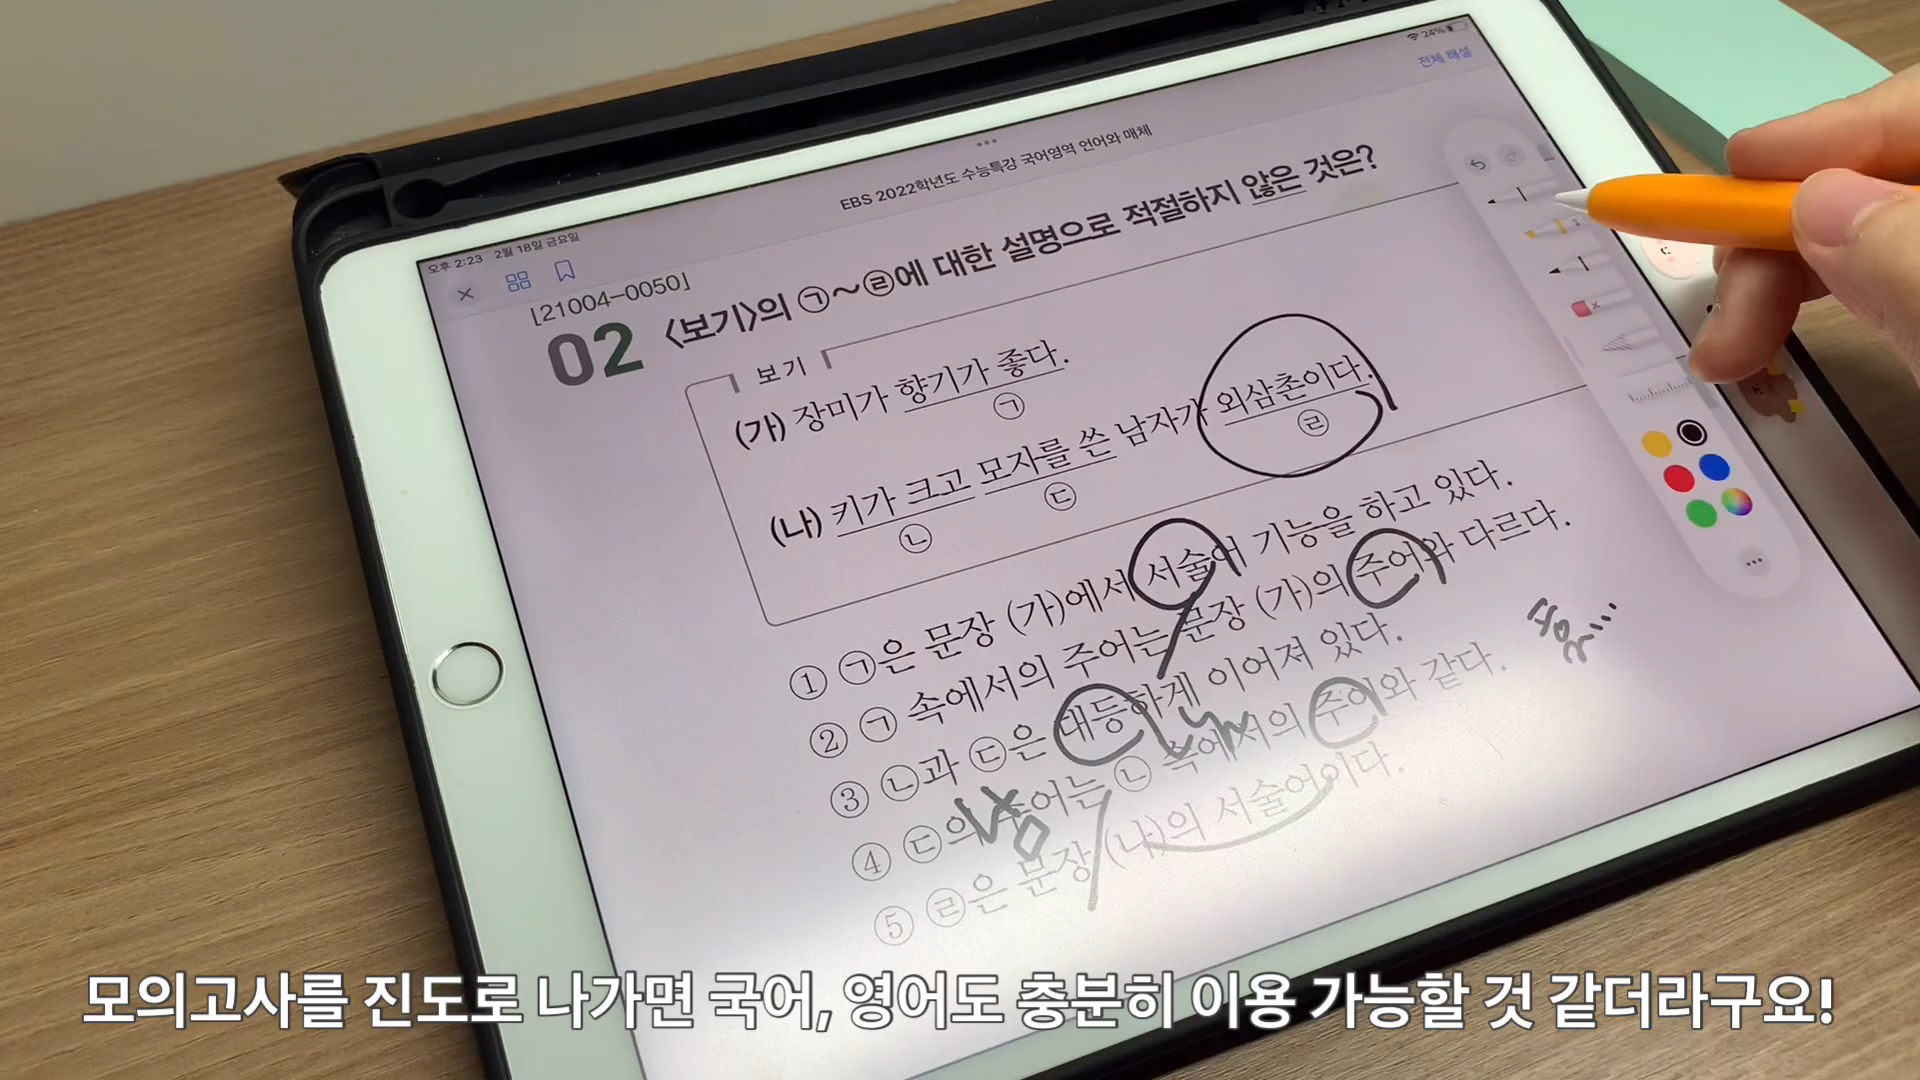 오후 2:23 2월 18일 금요일
24%
전체 해설
EBS 2022학년도 수능특강 국어영역 언어와 매체
[21004-0050]
02 <보기>의 ㉠~㉣에 대한 설명으로 적절하지 않은 것은?
보기
(가) 장미가 향기가 좋다.
㉠
(나) 키가 크고 모자를 쓴 남자가 외삼촌이다.
㉡ ㉢ ㉣
① ㉠은 문장 (가)에서 서술어 기능을 하고 있다.
② ㉠ 속에서의 주어는 문장 (가)의 주어와 다르다.
③ ㉡과 ㉢은 대등하게 이어져 있다.
④ ㉢의 주어는 ㉡ 속에서의 주어와 같다.
⑤ ㉣은 문장 (나)의 서술어이다.
모의고사를 진도로 나가면 국어, 영어도 충분히 이용 가능할 것 같더라구요!